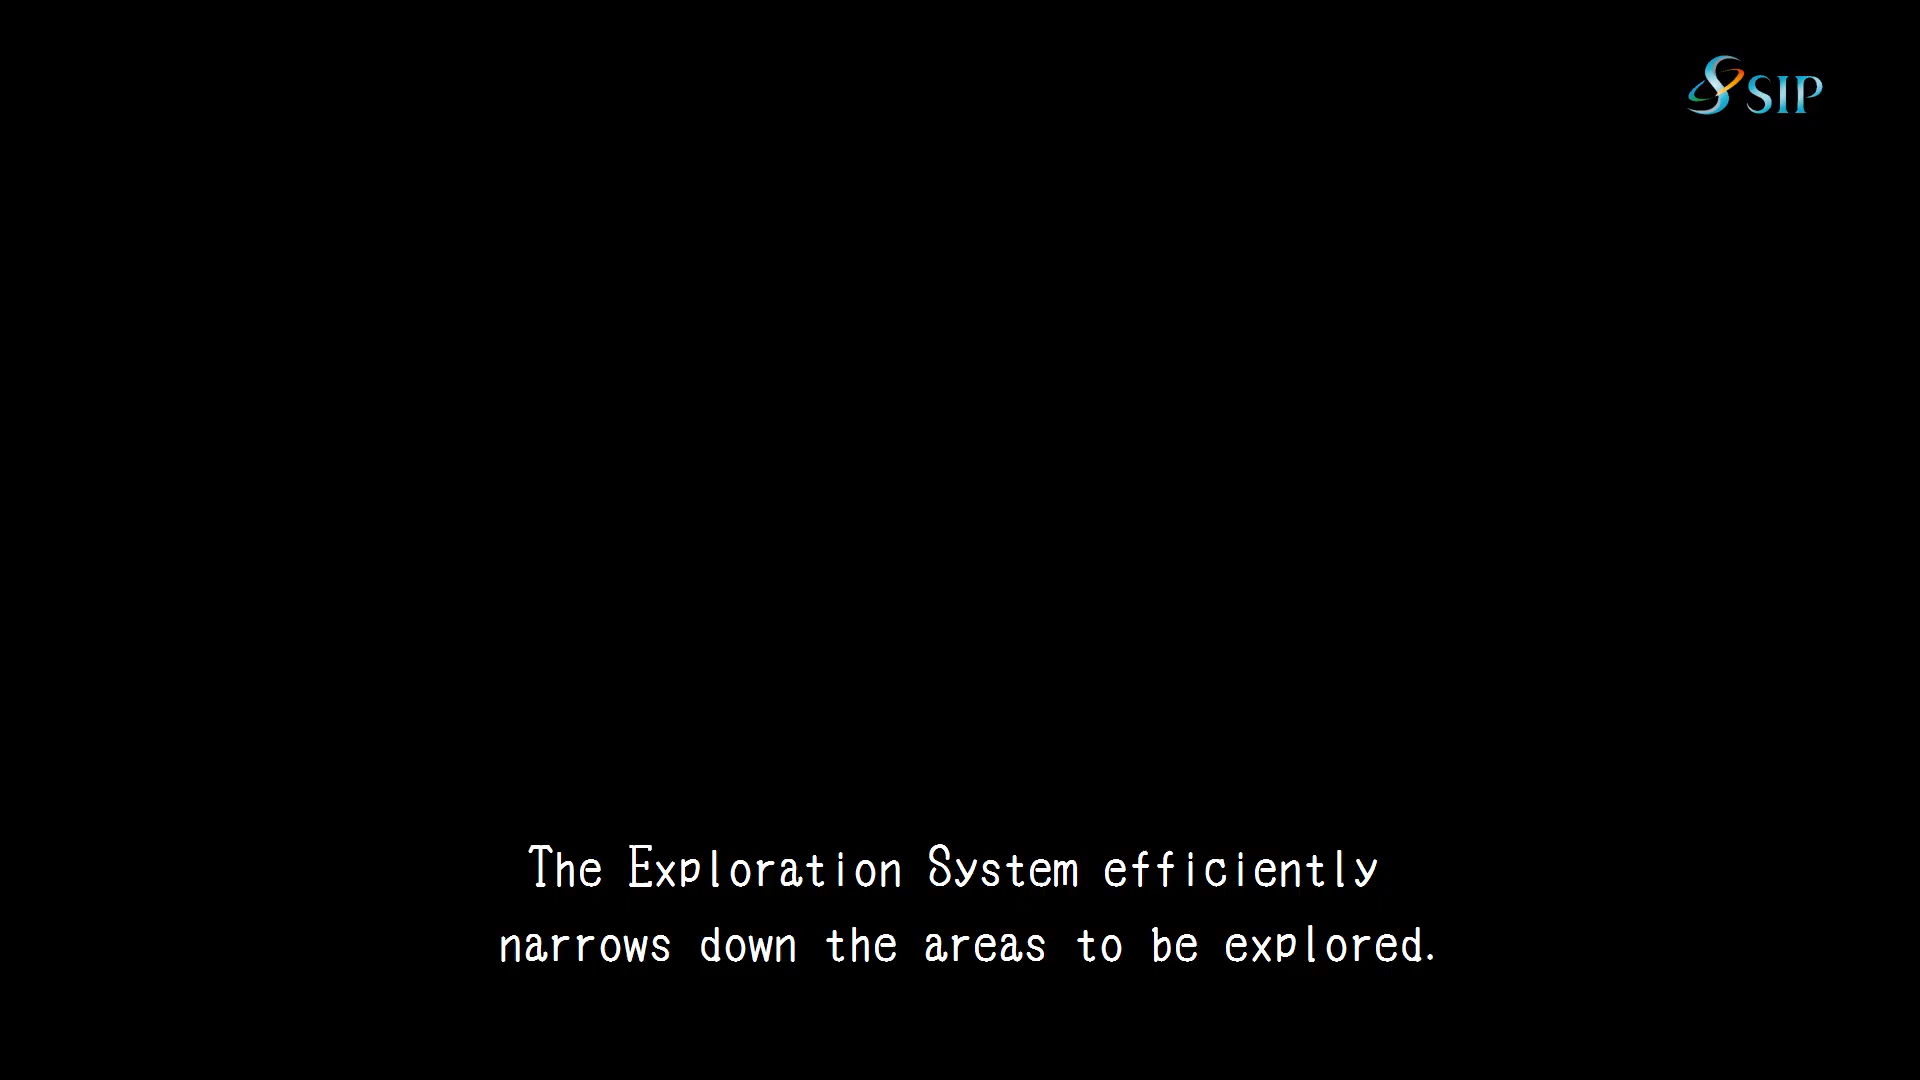 SIP
The Exploration System efficiently
narrows down the areas to be explored.